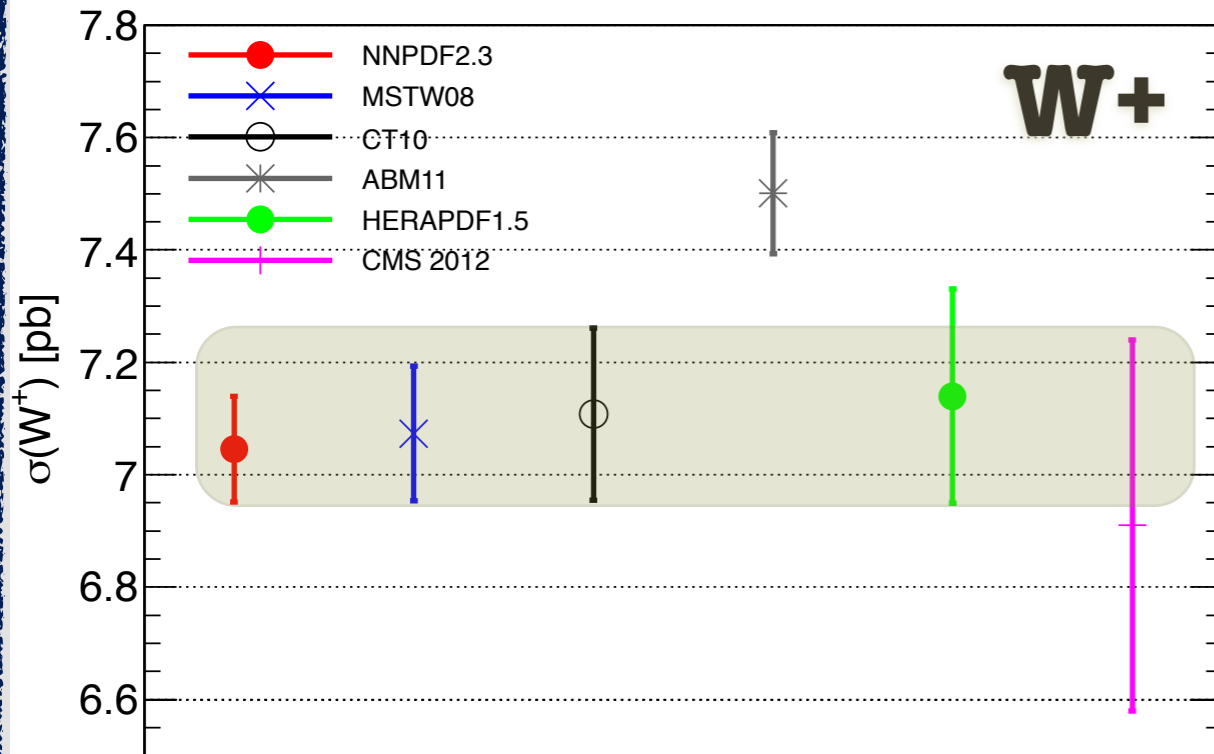 7.8
NNPDF2.3
MSTW08
W+
7.6
CT10
ABM11
HERAPDF1.5
7.4
CMS 2012
σ(W⁺) [pb]
7.2
7
6.8
6.6